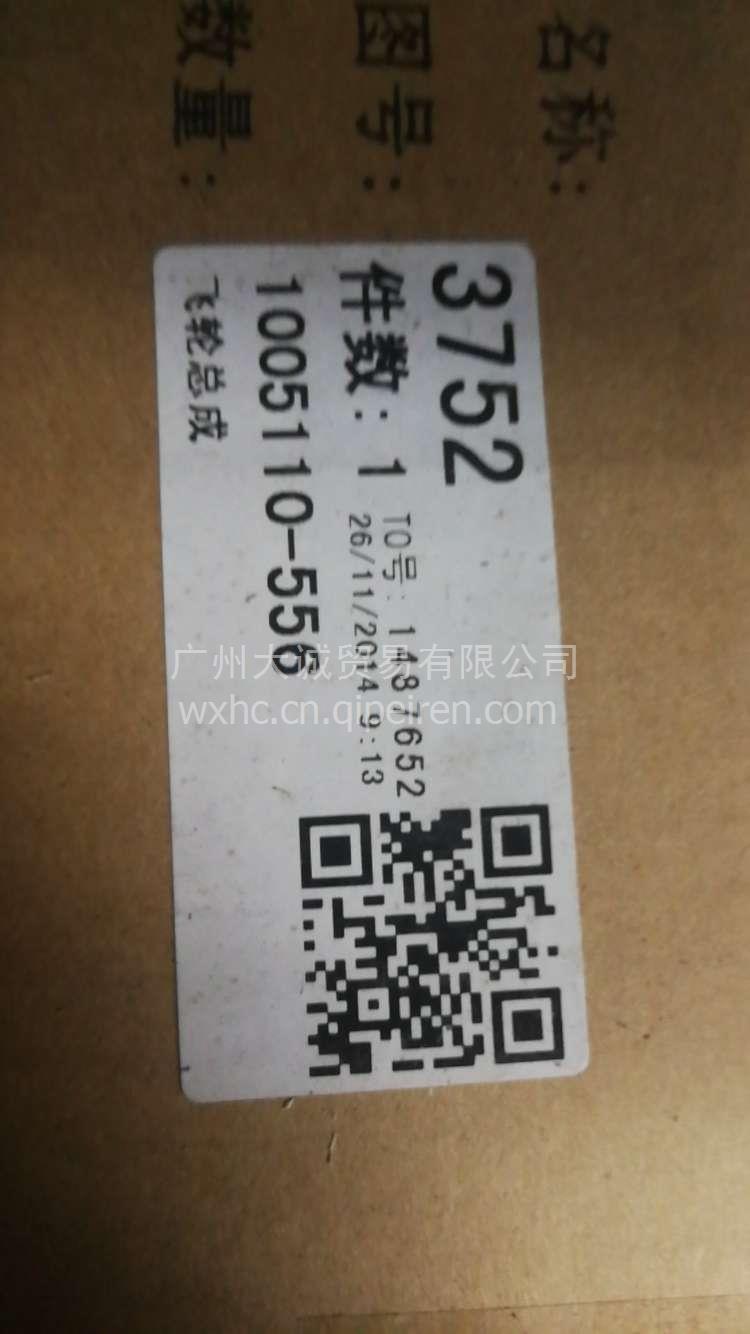 名称:
图号:
数量:
3752
件数: 1
TO号: 1487652
26/11/2014 9:13
1005110-556
飞轮总成
广州大诚贸易有限公司
wxhc.cn.qipeiren.com